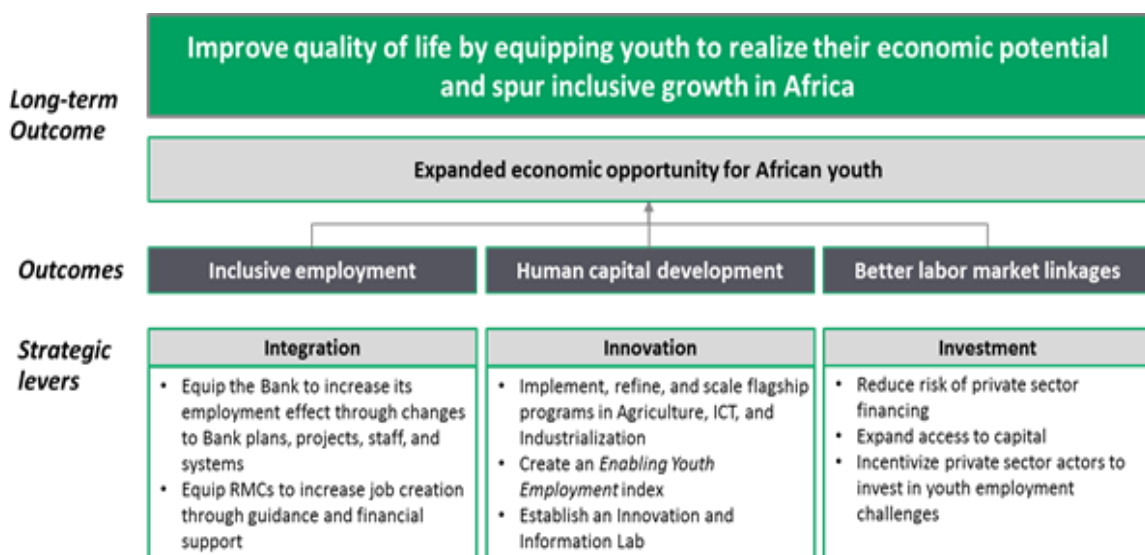 Improve quality of life by equipping youth to realize their economic potential
and spur inclusive growth in Africa
Long-term
Outcome
Expanded economic opportunity for African youth
Outcomes
Inclusive employment
Human capital development
Better labor market linkages
Strategic
levers
Integration
• Equip the Bank to increase its
employment effect through changes
to Bank plans, projects, staff, and
systems
• Equip RMCs to increase job creation
through guidance and financial
support
Innovation
• Implement, refine, and scale flagship
programs in Agriculture, ICT, and
Industrialization
• Create an Enabling Youth
Employment index
• Establish an Innovation and
Information Lab
Investment
• Reduce risk of private sector
financing
• Expand access to capital
• Incentivize private sector actors to
invest in youth employment
challenges